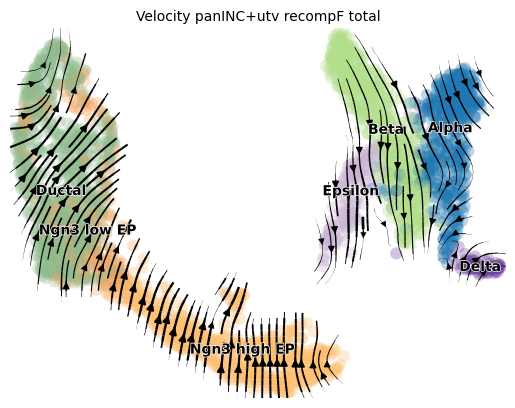 Velocity panINC+utv recompF total
Beta
Alpha
Ductal
Epsilon
Ngn3 low EP
Delta
Ngn3 high EP